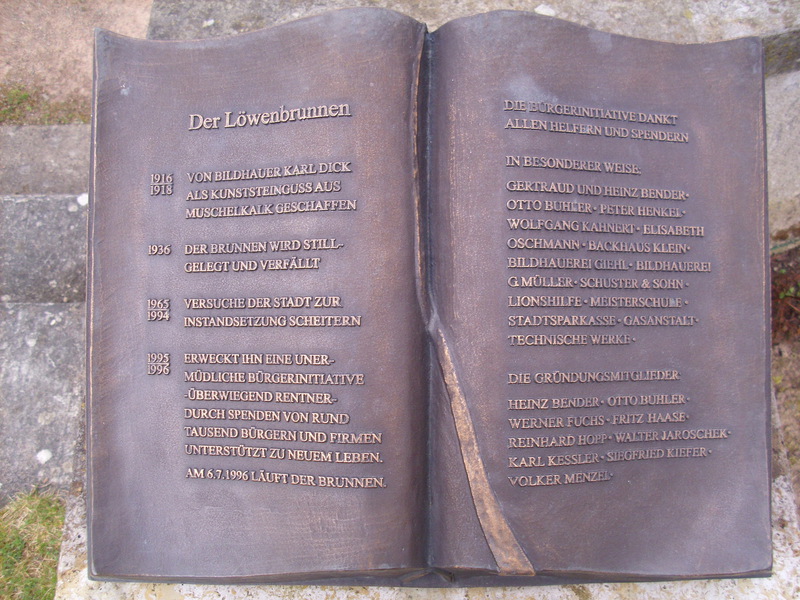 Der Löwenbrunnen
1916 VON BILDHAUER KARL DICK
1918 ALS KUNSTSTEINGUSS AUS
MUSCHELKALK GESCHAFFEN
1936 DER BRUNNEN WIRD STILL-
GELEGT UND VERFÄLLT
1965 VERSUCHE DER STADT ZUR
1994 INSTANDSETZUNG SCHEITERN
1995 ERWECKT IHN EINE UNER-
1996 MÜDLICHE BÜRGERINITIATIVE
-ÜBERWIEGEND RENTNER-
DURCH SPENDEN VON RUND
TAUSEND BÜRGERN UND FIRMEN
UNTERSTÜTZT ZU NEUEM LEBEN.
AM 6.7.1996 LÄUFT DER BRUNNEN.
DIE BÜRGERINITIATIVE DANKT
ALLEN HELFERN UND SPENDERN
IN BESONDERER WEISE:
GERTRAUD UND HEINZ BENDER·
OTTO BUHLER· PETER HENKEL·
WOLFGANG KAHNERT· ELISABETH
OSCHMANN· BACKHAUS KLEIN·
BILDHAUEREI GIEHL· BILDHAUEREI
G. MÜLLER· SCHUSTER & SOHN·
LIONSHILFE· MEISTERSCHULE·
STADTSPARKASSE· GASANSTALT·
TECHNISCHE WERKE·
DIE GRÜNDUNGSMITGLIEDER
HEINZ BENDER· OTTO BUHLER·
WERNER FUCHS· FRITZ HAASE·
REINHARD HOPP· WALTER JAROSCHEK·
KARL KESSLER· SIEGFRIED KIEFER·
VOLKER MENZEL·